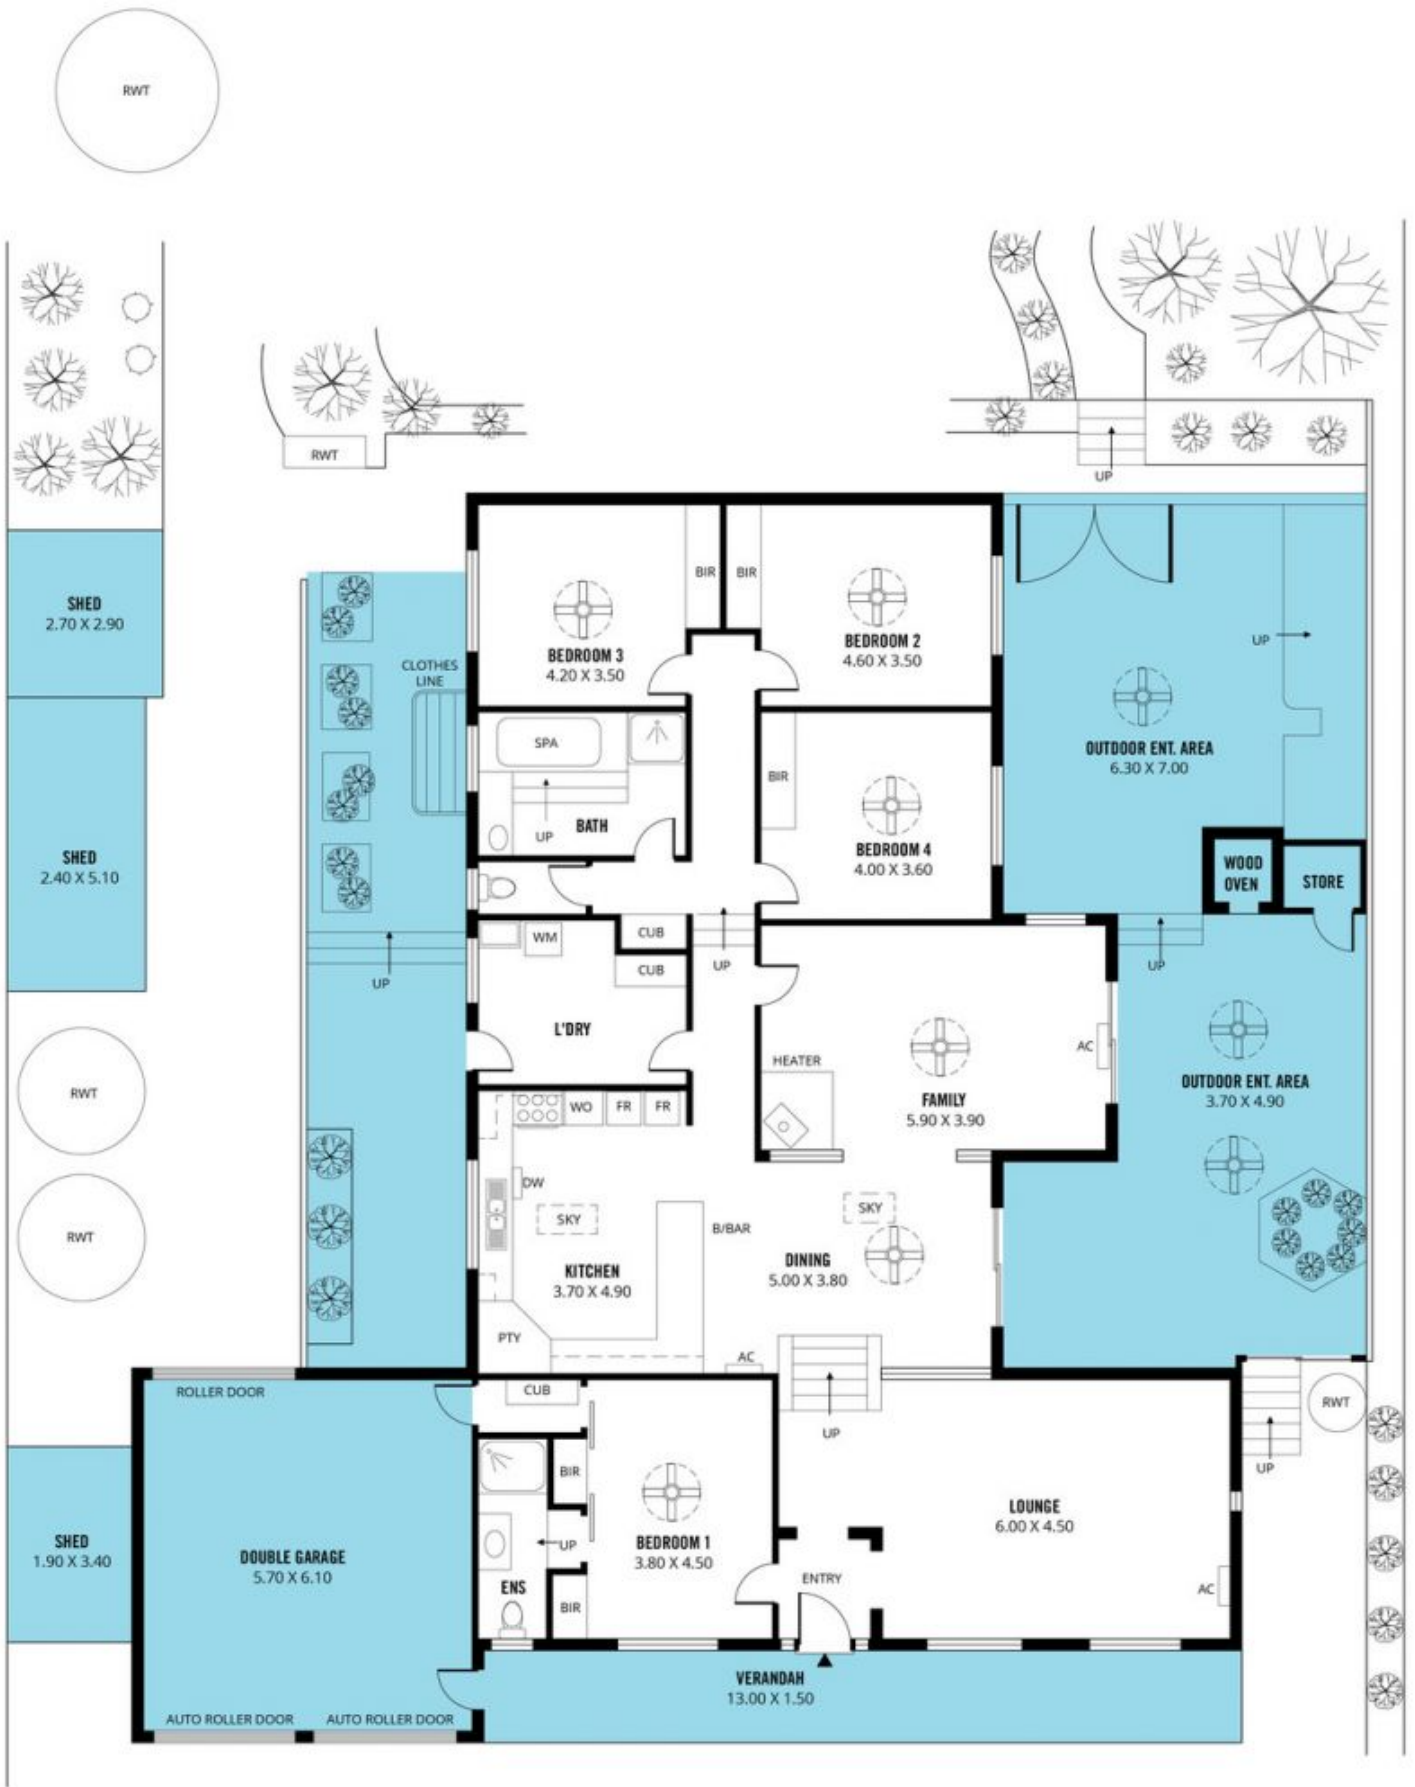 RWT
RWT
UP
SHED
2.70 X 2.90
CLOTHES
LINE
BIR
BIR
BEDROOM 3
4.20 X 3.50
BEDROOM 2
4.60 X 3.50
UP
OUTDOOR ENT. AREA
6.30 X 7.00
SPA
UP
BATH
BIR
BEDROOM 4
4.00 X 3.60
SHED
2.40 X 5.10
WOOD
OVEN
STORE
WM
CUB
CUB
UP
UP
UP
L'DRY
HEATER
AC
FAMILY
5.90 X 3.90
OUTDOOR ENT. AREA
3.70 X 4.90
RWT
WO
FR
FR
DW
SKY
SKY
B/BAR
RWT
KITCHEN
3.70 X 4.90
DINING
5.00 X 3.80
PTY
AC
ROLLER DOOR
CUB
RWT
UP
UP
BIR
LOUNGE
6.00 X 4.50
SHED
1.90 X 3.40
DOUBLE GARAGE
5.70 X 6.10
UP
BEDROOM 1
3.80 X 4.50
ENS
ENTRY
AC
BIR
VERANDAH
13.00 X 1.50
AUTO ROLLER DOOR
AUTO ROLLER DOOR